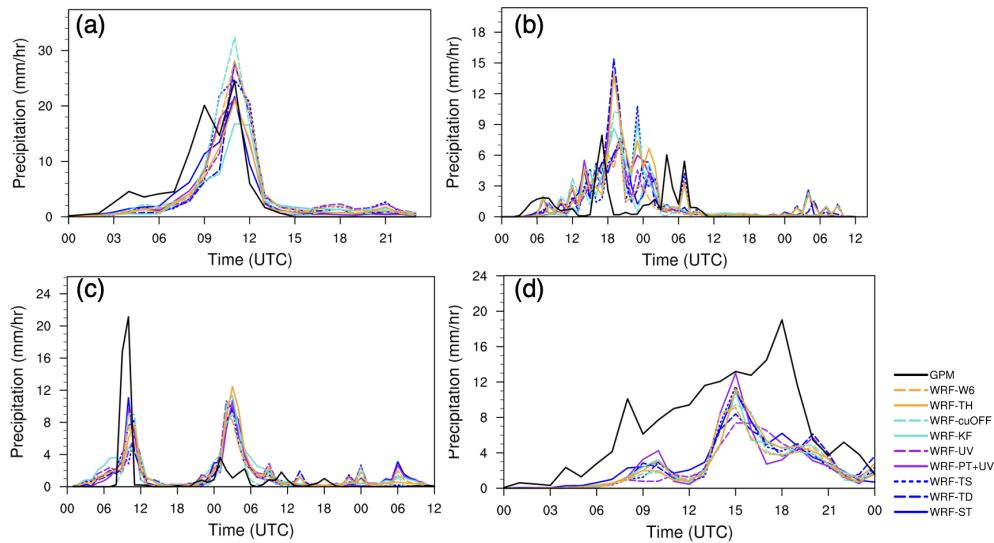 (a)
Precipitation (mm/hr)
30
20
10
0
00 03 06 09 12 15 18 21
Time (UTC)
(b)
Precipitation (mm/hr)
18
15
12
9
6
3
0
00 06 12 18 00 06 12 18 00 06 12
Time (UTC)
(c)
Precipitation (mm/hr)
24
20
16
12
8
4
0
00 06 12 18 00 06 12 18 00 06 12
Time (UTC)
(d)
Precipitation (mm/hr)
24
20
16
12
8
4
0
00 03 06 09 12 15 18 21 00
Time (UTC)
GPM
WRF-W6
WRF-TH
WRF-cuOFF
WRF-KF
WRF-UV
WRF-PT+UV
WRF-TS
WRF-TD
WRF-ST